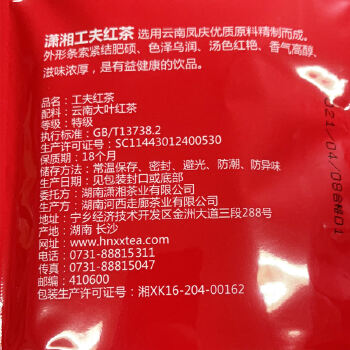 潇湘工夫红茶 选用云南凤庆优质原料精制而成。
外形条索紧结肥硕、色泽乌润、汤色红艳、香气高醇、
滋味浓厚，是有益健康的饮品。
品名：工夫红茶
配料：云南大叶红茶
等级：特级
执行标准：GB/T13738.2
生产许可证号：SC11443012400530
保质期：18个月
储存方法：常温保存、密封、避光、防潮、防异味
生产日期：见包装封口或底部
委托方：湖南潇湘茶业有限公司
生产商：湖南河西走廊茶业有限公司
地址：宁乡经济技术开发区金洲大道三段288号
产地：湖南 长沙
网址：www.hnxxtea.com
电话：0731-88815311
传真：0731-88815047
邮编：410600
包装生产许可证号：湘XK16-204-00162